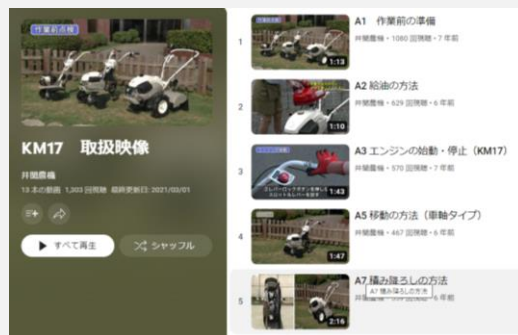 作業前点検
KM17 取扱映像
井関農機
13 本の動画 1,303 回視聴 最終更新日: 2021/03/01
すべて再生
シャッフル
1
1:13
A1 作業前の準備
井関農機・1080 回視聴・7 年前
2
1:10
A2 給油の方法
井関農機・629 回視聴・6 年前
3
1:43
A3 エンジンの始動・停止（KM17）
井関農機・570 回視聴・7 年前
4
1:47
A5 移動の方法（車軸タイプ）
井関農機・467 回視聴・6 年前
5
2:16
A7 積み降ろしの方法
A7 積み降ろしの方法